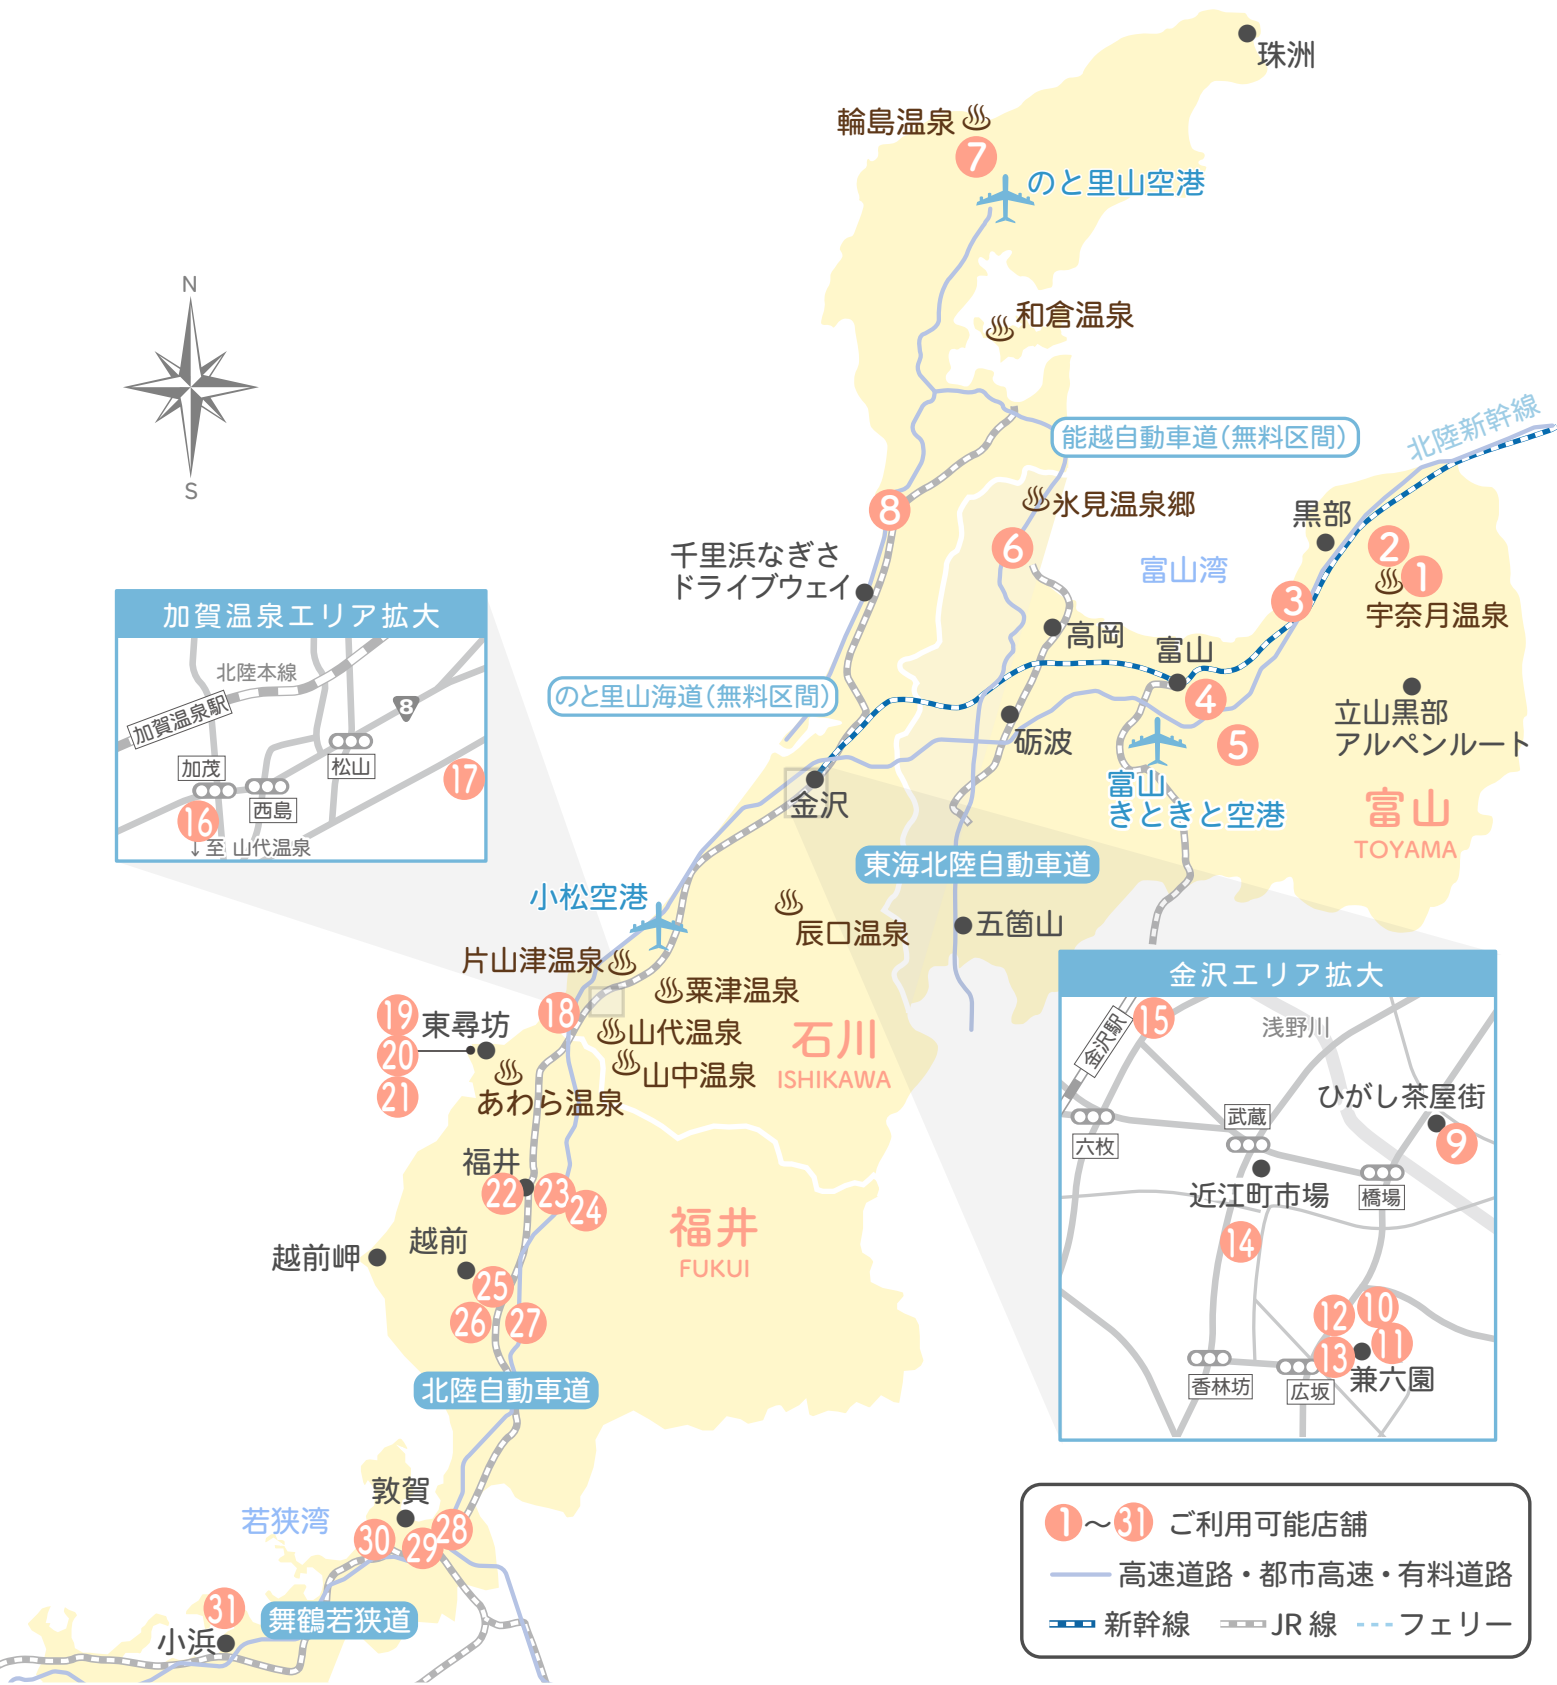 珠洲
輪島温泉
7
のと里山空港
N
S
和倉温泉
能越自動車道(無料区間)
北陸新幹線
8
氷見温泉郷
6
黒部
2
1
宇奈月温泉
富山湾
3
千里浜なぎさ
ドライブウェイ
高岡
富山
4
5
立山黒部
アルペンルート
のと里山海道(無料区間)
砺波
富山
きときと空港
富山
TOYAMA
金沢
加賀温泉エリア拡大
北陸本線
加賀温泉駅
8
加茂
松山
西島
17
16
↓至 山代温泉
東海北陸自動車道
五箇山
小松空港
辰口温泉
片山津温泉
粟津温泉
18
山代温泉
山中温泉
石川
ISHIKAWA
19
20
21
東尋坊
あわら温泉
福井
22
23
24
福井
FUKUI
越前岬
越前
25
26
27
北陸自動車道
金沢エリア拡大
金沢駅
15
浅野川
ひがし茶屋街
9
六枚
武蔵
近江町市場
橋場
14
12
10
11
13
兼六園
香林坊
広坂
敦賀
若狭湾
30
29
28
31
小浜
舞鶴若狭道
1～31 ご利用可能店舗
高速道路・都市高速・有料道路
新幹線 JR線 フェリー